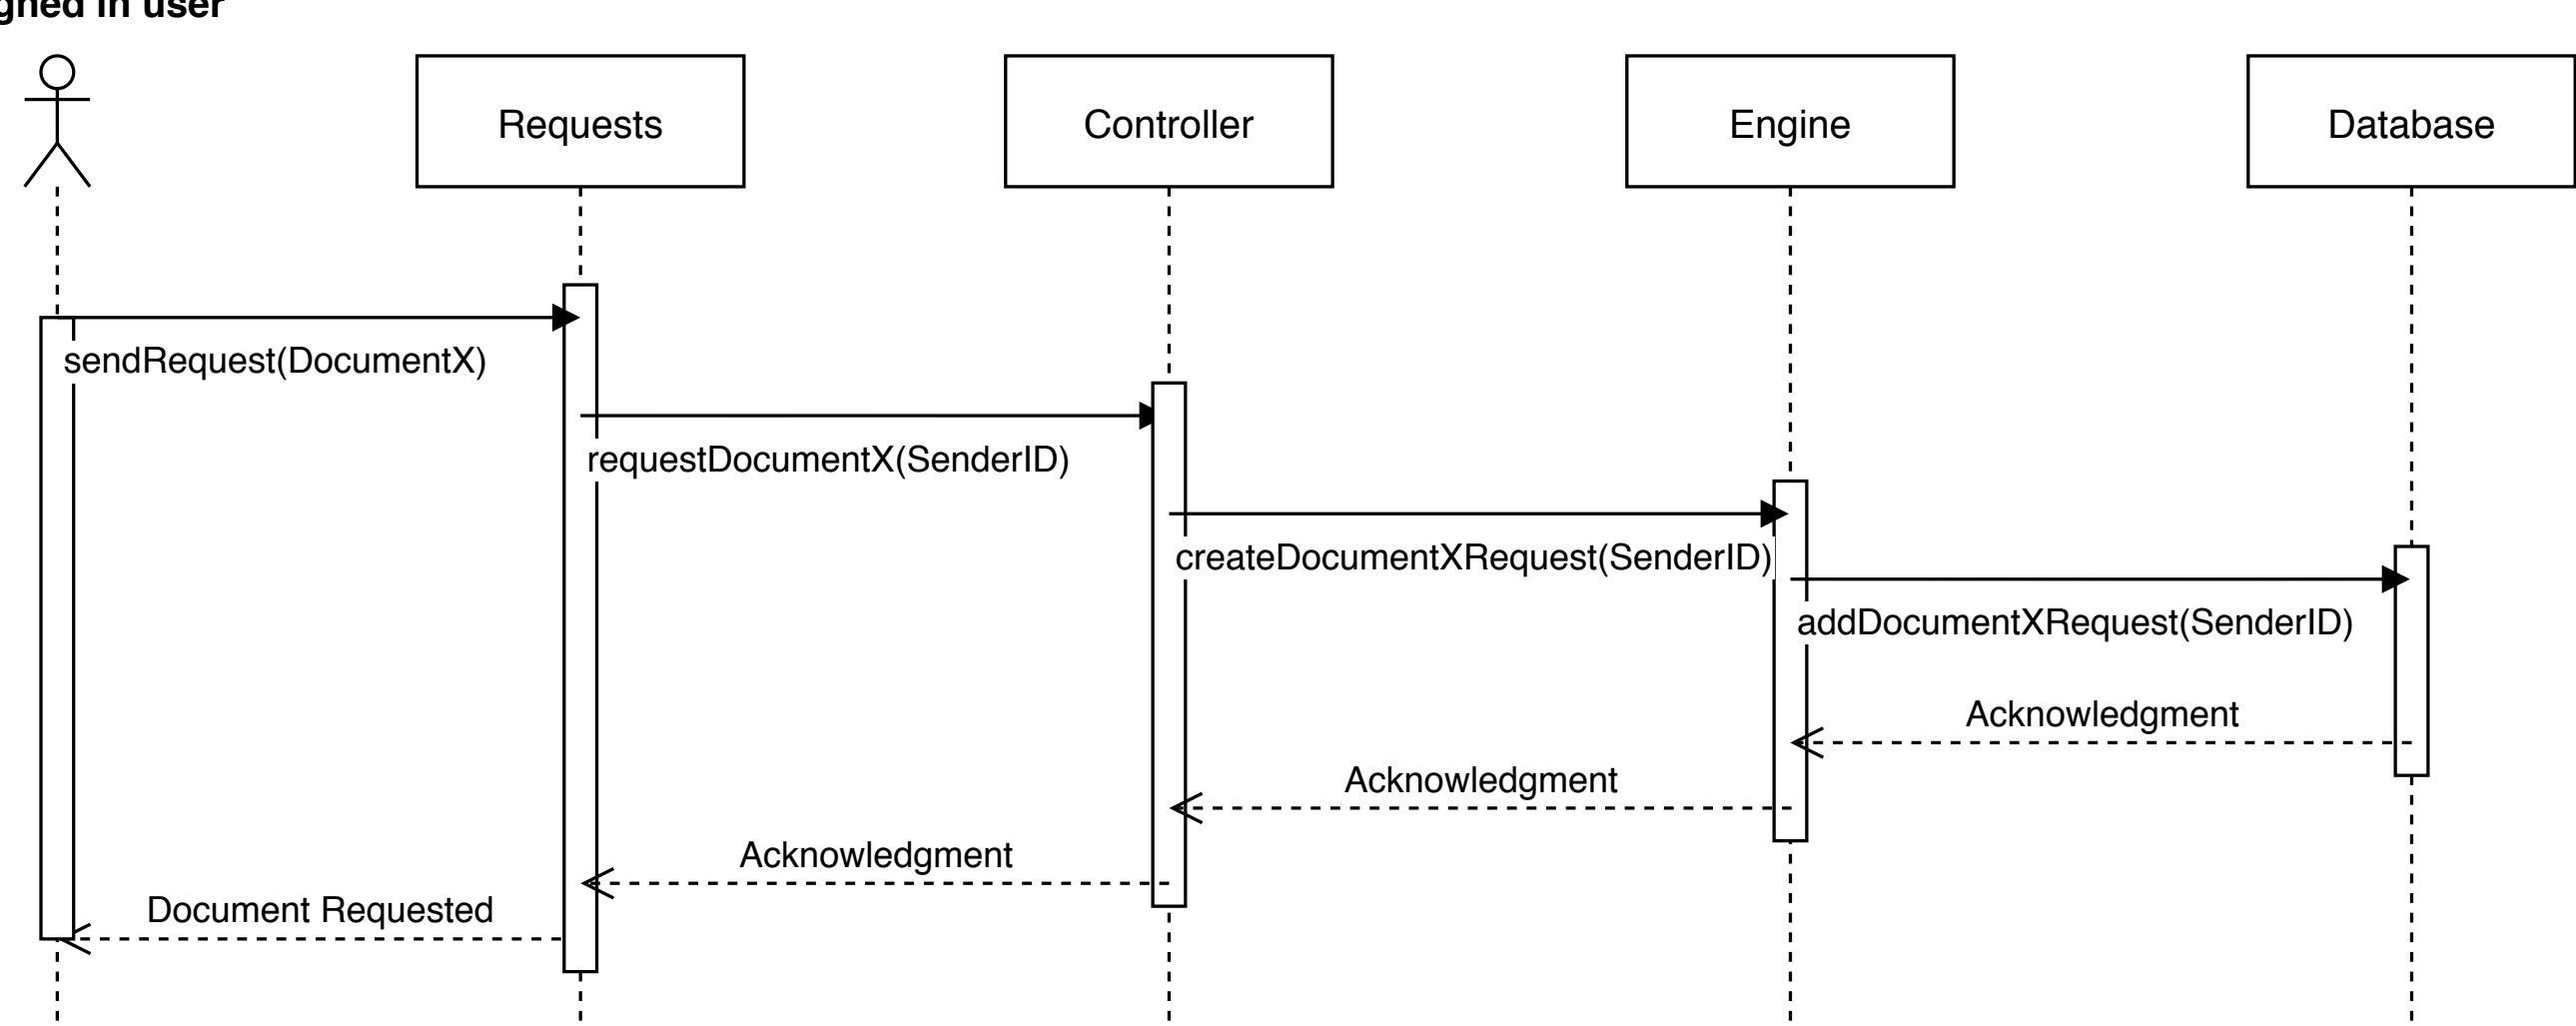 in user
Requests
Controller
Engine
Database
sendRequest(DocumentX)
requestDocumentX(SenderID)
createDocumentXRequest(SenderID)
addDocumentXRequest(SenderID)
Acknowledgment
Acknowledgment
Acknowledgment
Document Requested